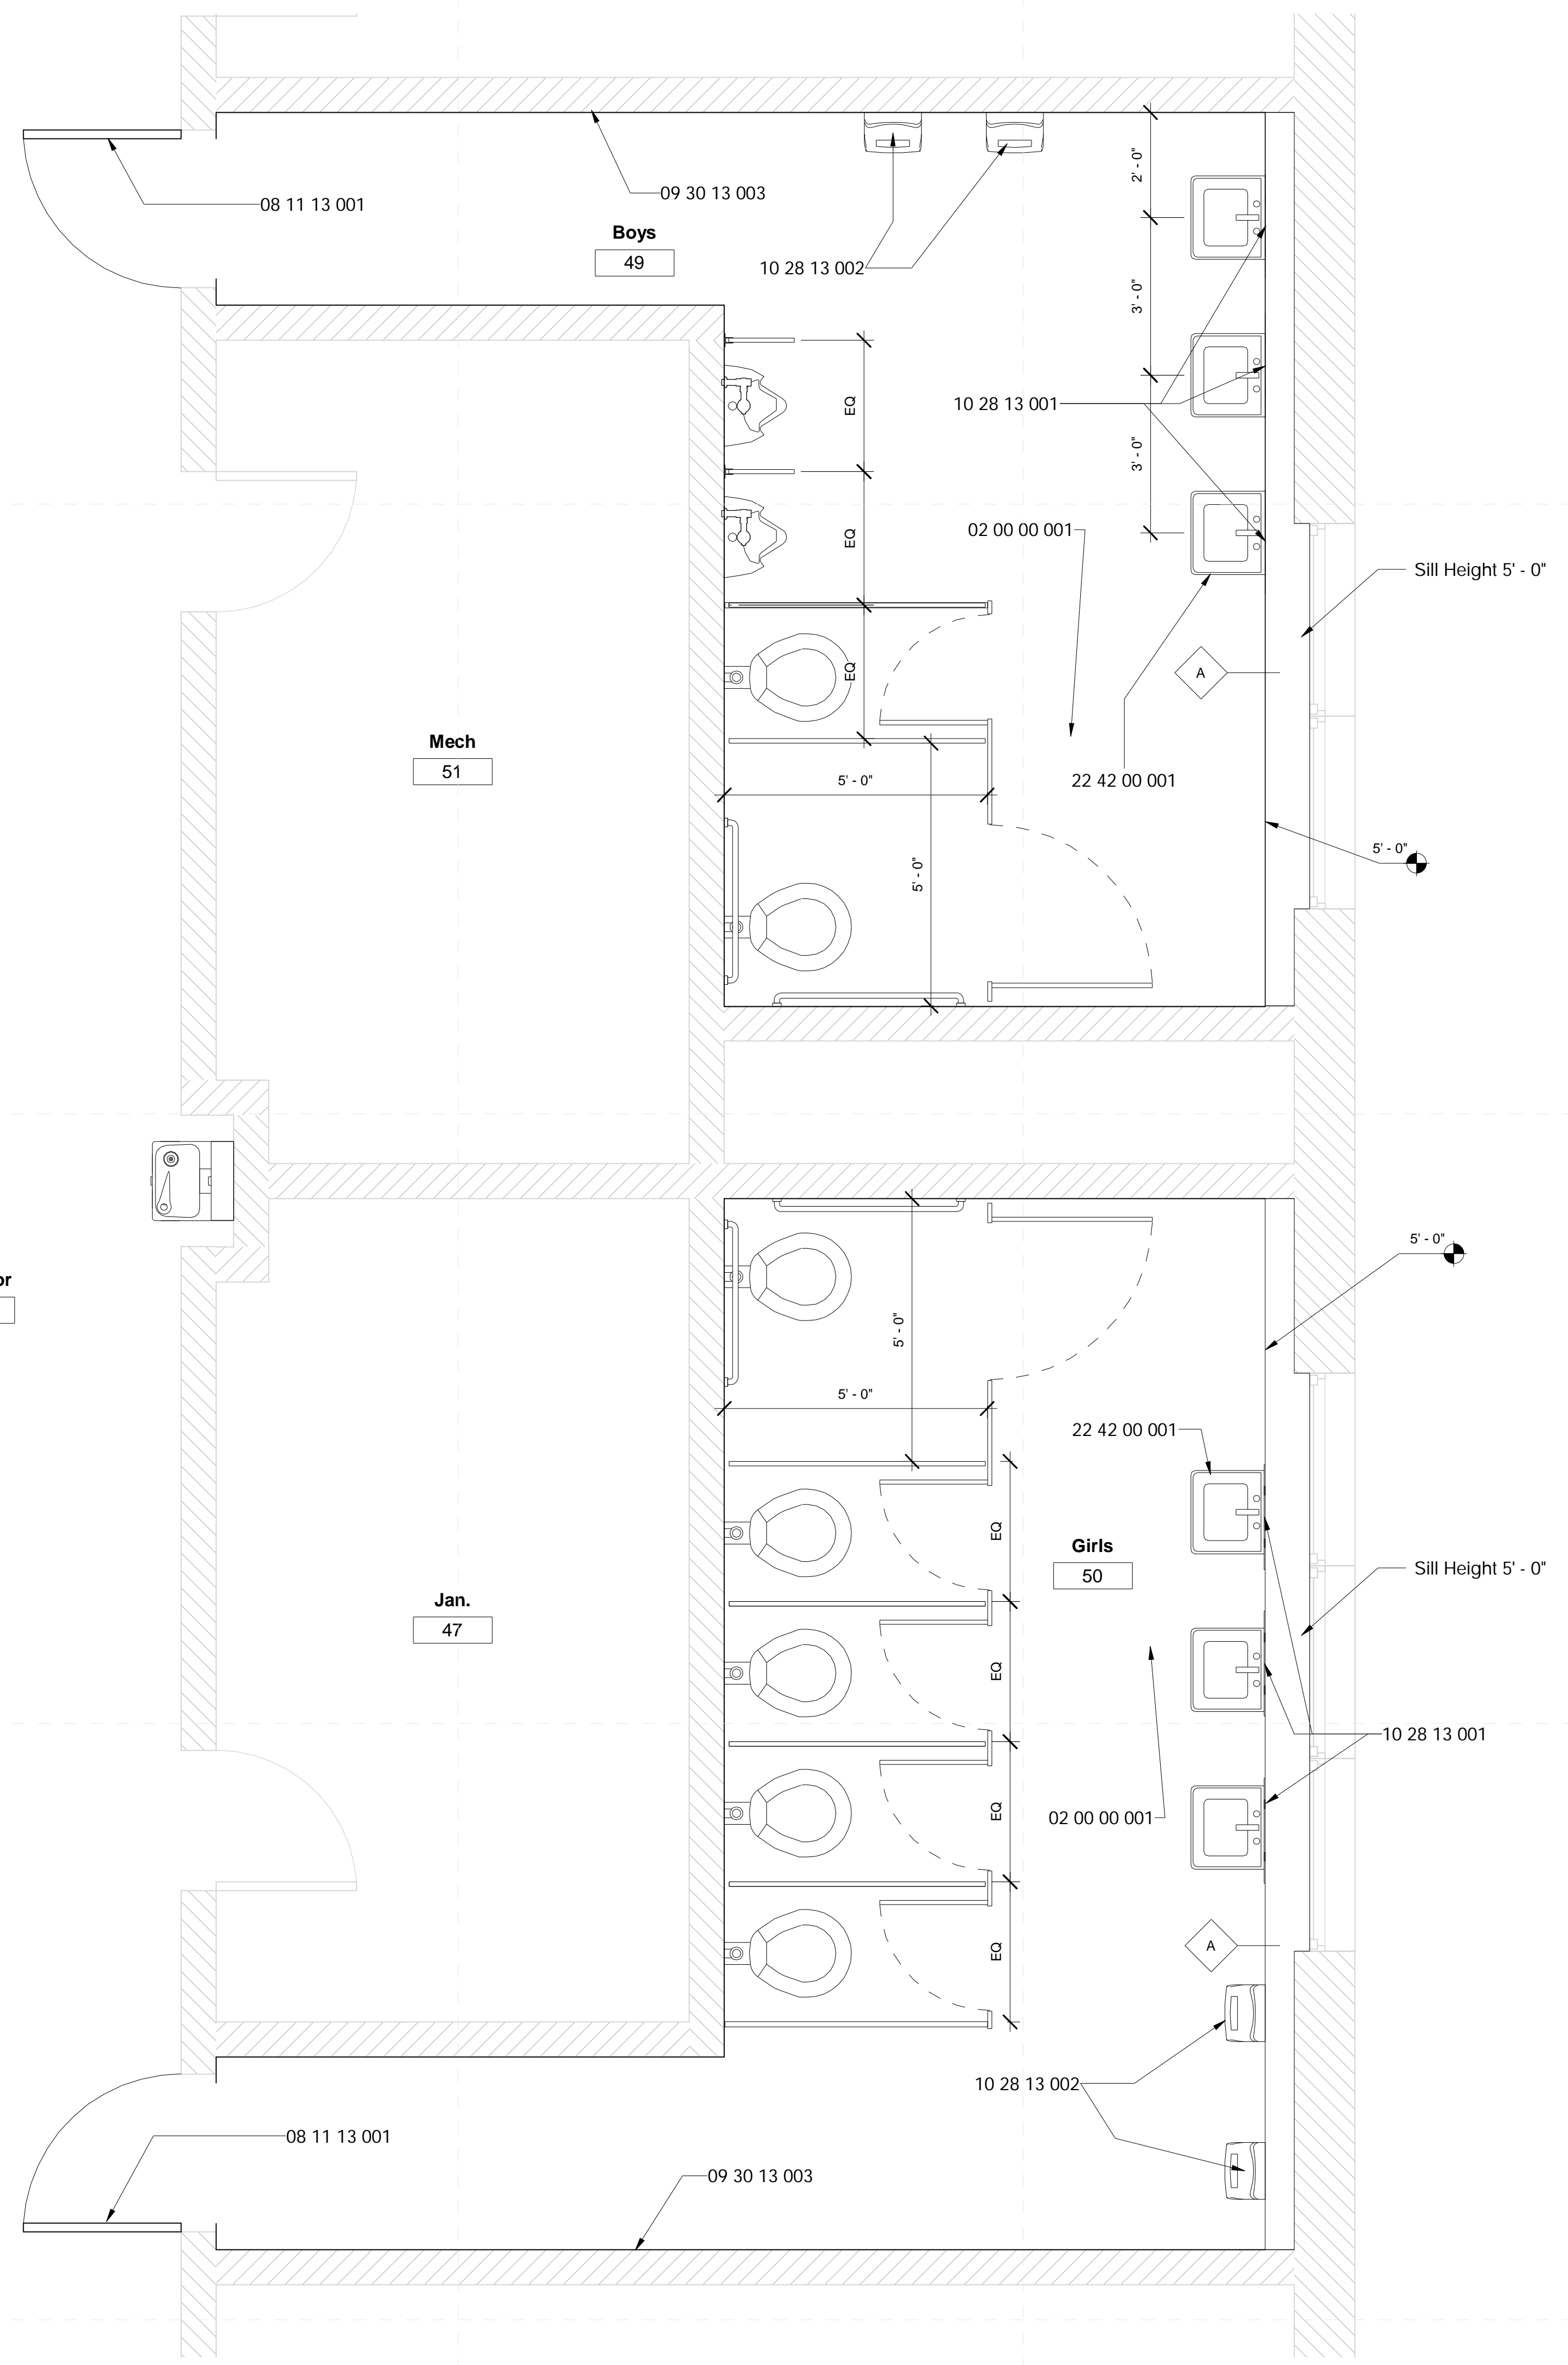 08 11 13 001
09 30 13 003
Boys
49
10 28 13 002
2' - 0"
3' - 0"
3' - 0"
10 28 13 001
EQ
EQ
EQ
02 00 00 001
Sill Height 5' - 0"
A
22 42 00 001
Mech
51
5' - 0"
5' - 0"
5' - 0"
5' - 0"
or
5' - 0"
5' - 0"
22 42 00 001
EQ
Girls
50
Sill Height 5' - 0"
Jan.
47
EQ
10 28 13 001
EQ
02 00 00 001
EQ
A
10 28 13 002
08 11 13 001
09 30 13 003